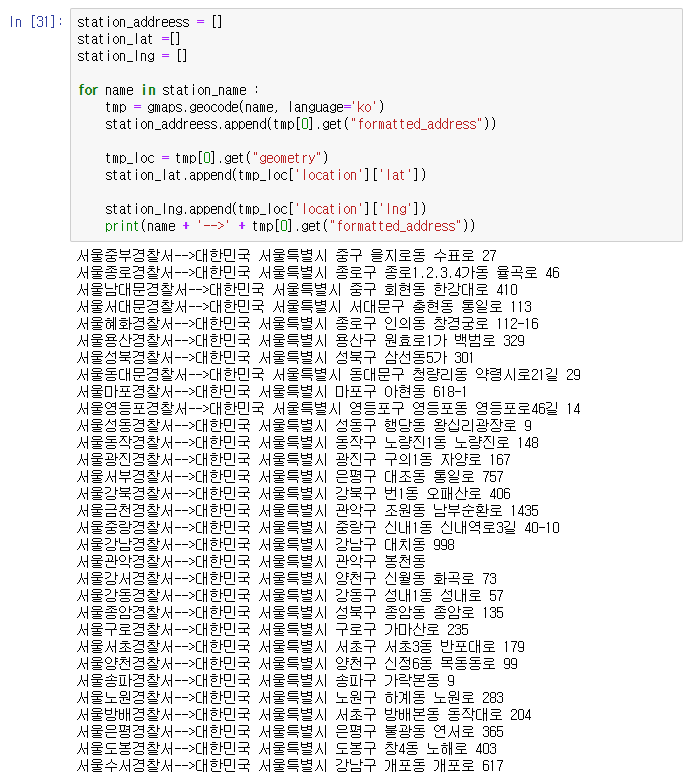 In [31]: station_addreess = []
station_lat =[]
station_lng = []
for name in station_name :
tmp = gmaps.geocode(name, language='ko')
station_addreess.append(tmp[0].get("formatted_address"))
tmp_loc = tmp[0].get("geometry")
station_lat.append(tmp_loc['location']['lat'])
station_lng.append(tmp_loc['location']['lng'])
print(name + '-->' + tmp[0].get("formatted_address"))
서울중부경찰서-->대한민국 서울특별시 중구 을지로동 수표로 27
서울종로경찰서-->대한민국 서울특별시 종로구 종로1.2.3.4가동 율곡로 46
서울남대문경찰서-->대한민국 서울특별시 중구 회현동 한강대로 410
서울서대문경찰서-->대한민국 서울특별시 서대문구 충현동 통일로 113
서울혜화경찰서-->대한민국 서울특별시 종로구 인의동 창경궁로 112-16
서울용산경찰서-->대한민국 서울특별시 용산구 원효로1가 백범로 329
서울성북경찰서-->대한민국 서울특별시 성북구 삼선동5가 301
서울동대문경찰서-->대한민국 서울특별시 동대문구 청량리동 약령시로21길 29
서울마포경찰서-->대한민국 서울특별시 마포구 아현동 618-1
서울영등포경찰서-->대한민국 서울특별시 영등포구 영등포동 영등포로46길 14
서울성동경찰서-->대한민국 서울특별시 성동구 행당동 왕십리광장로 9
서울동작경찰서-->대한민국 서울특별시 동작구 노량진1동 노량진로 148
서울광진경찰서-->대한민국 서울특별시 광진구 구의1동 자양로 167
서울서부경찰서-->대한민국 서울특별시 은평구 대조동 통일로 757
서울강북경찰서-->대한민국 서울특별시 강북구 번1동 오패산로 406
서울금천경찰서-->대한민국 서울특별시 관악구 조원동 남부순환로 1435
서울중랑경찰서-->대한민국 서울특별시 중랑구 신내1동 신내역로3길 40-10
서울강남경찰서-->대한민국 서울특별시 강남구 대치동 998
서울관악경찰서-->대한민국 서울특별시 관악구 봉천동
서울강서경찰서-->대한민국 서울특별시 양천구 신월동 화곡로 73
서울강동경찰서-->대한민국 서울특별시 강동구 성내1동 성내로 57
서울종암경찰서-->대한민국 서울특별시 성북구 종암동 종암로 135
서울구로경찰서-->대한민국 서울특별시 구로구 가마산로 235
서울서초경찰서-->대한민국 서울특별시 서초구 서초3동 반포대로 179
서울양천경찰서-->대한민국 서울특별시 양천구 신정6동 목동동로 99
서울송파경찰서-->대한민국 서울특별시 송파구 가락본동 9
서울노원경찰서-->대한민국 서울특별시 노원구 하계동 노원로 283
서울방배경찰서-->대한민국 서울특별시 서초구 방배본동 동작대로 204
서울은평경찰서-->대한민국 서울특별시 은평구 불광동 연서로 365
서울도봉경찰서-->대한민국 서울특별시 도봉구 창4동 노해로 403
서울수서경찰서-->대한민국 서울특별시 강남구 개포동 개포로 617